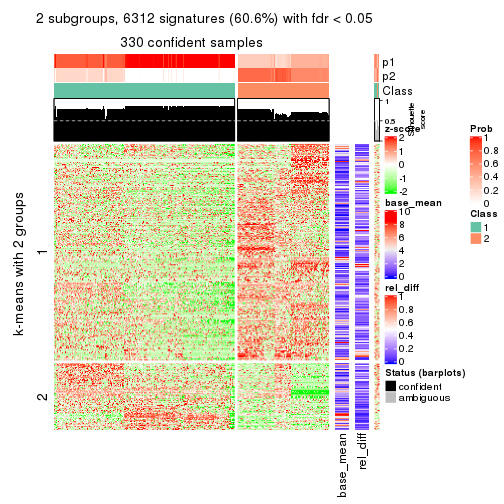 2 subgroups, 6312 signatures (60.6%) with fdr < 0.05
330 confident samples
p1
p2
Class
1
0.5
Silhouette
score
k-means with 2 groups
1
2
base_mean
rel_diff
z-score
2
1
0
-1
-2
base_mean
10
8
6
4
2
0
rel_diff
1
0.8
0.6
0.4
0.2
0
Status (barplots)
confident
ambiguous
Prob
1
0.8
0.6
0.4
0.2
0
Class
1
2